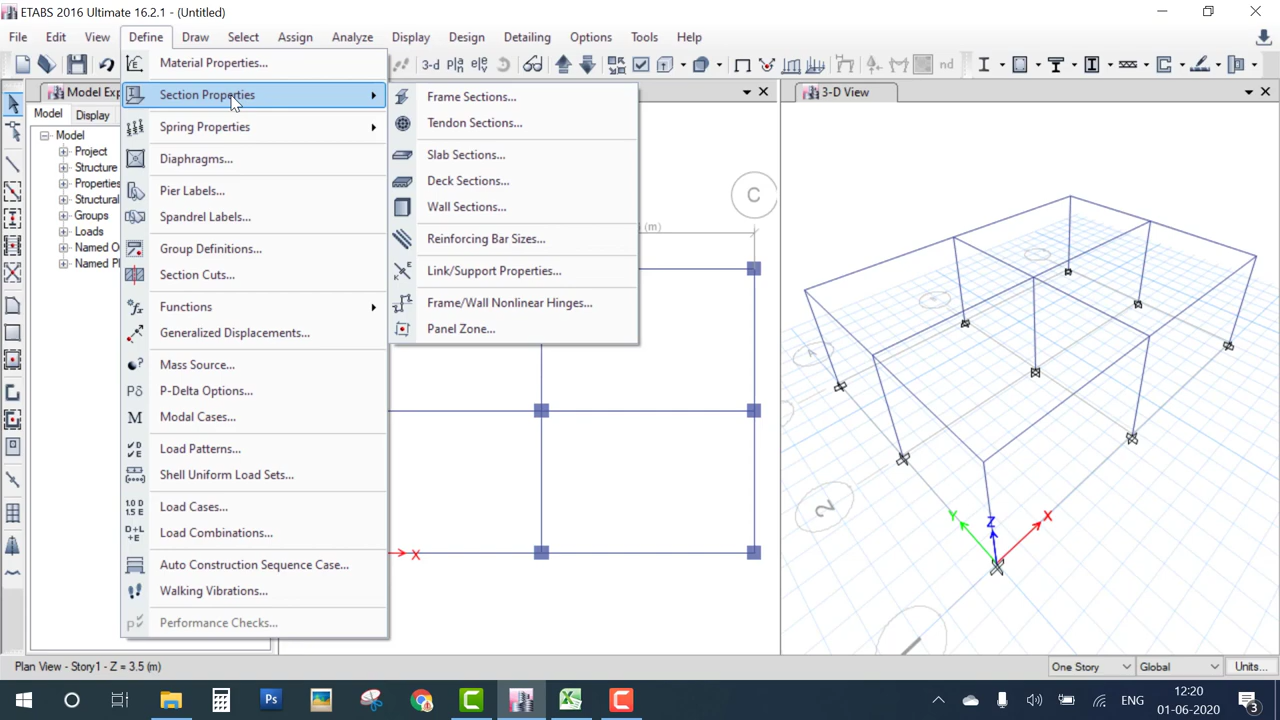 ETABS 2016 Ultimate 16.2.1 - (Untitled)
File Edit View Define Draw Select Assign Analyze Display Design Detailing Options Tools Help
3-d nd
Model Exp
3-D View
Model Display
Model
Project
Structure
Properties
Structural
Groups
Loads
Named O
Named Pl
Material Properties...
Section Properties
Spring Properties
Diaphragms...
Pier Labels...
Spandrel Labels...
Group Definitions...
Section Cuts...
Functions
Generalized Displacements...
Mass Source...
P-Delta Options...
Modal Cases...
Load Patterns...
Shell Uniform Load Sets...
Load Cases...
Load Combinations...
Auto Construction Sequence Case...
Walking Vibrations...
Performance Checks...
Frame Sections...
Tendon Sections...
Slab Sections...
Deck Sections...
Wall Sections...
Reinforcing Bar Sizes...
Link/Support Properties...
Frame/Wall Nonlinear Hinges...
Panel Zone...
C
(m)
X
2
Y Z X
Plan View - Story1 - Z = 3.5 (m)
One Story Global Units...
ENG
12:20
01-06-2020
3